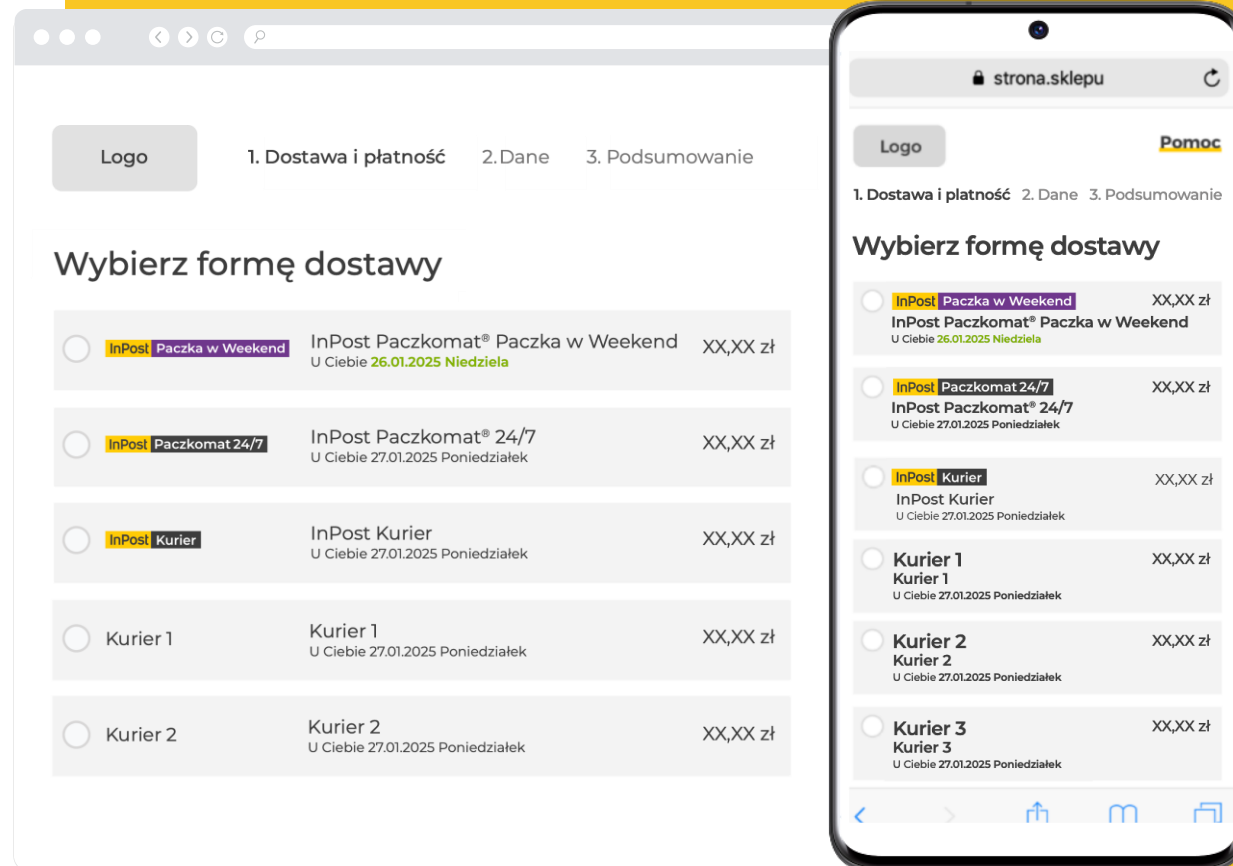 Logo
1. Dostawa i płatność 2.Dane 3. Podsumowanie
Wybierz formę dostawy
InPost Paczka w Weekend InPost Paczkomat® Paczka w Weekend XX,XX zł
U Ciebie 26.01.2025 Niedziela
InPost Paczkomat 24/7 InPost Paczkomat® 24/7 XX,XX zł
U Ciebie 27.01.2025 Poniedziałek
InPost Kurier InPost Kurier XX,XX zł
U Ciebie 27.01.2025 Poniedziałek
Kurier 1 Kurier 1 XX,XX zł
U Ciebie 27.01.2025 Poniedziałek
Kurier 2 Kurier 2 XX,XX zł
U Ciebie 27.01.2025 Poniedziałek
strona.sklepu
Logo Pomoc
1. Dostawa i platność 2. Dane 3. Podsumowanie
Wybierz formę dostawy
InPost Paczka w Weekend XX,XX zł
InPost Paczkomat® Paczka w Weekend
U Ciebie 26.01.2025 Niedziela
InPost Paczkomat 24/7 XX,XX zł
InPost Paczkomat® 24/7
U Ciebie 27.01.2025 Poniedziałek
InPost Kurier XX,XX zł
InPost Kurier
U Ciebie 27.01.2025 Poniedziałek
Kurier 1 XX,XX zł
Kurier 1
U Ciebie 27.01.2025 Poniedziałek
Kurier 2 XX,XX zł
Kurier 2
U Ciebie 27.01.2025 Poniedziałek
Kurier 3 XX,XX zł
Kurier 3
U Ciebie 27.01.2025 Poniedziałek